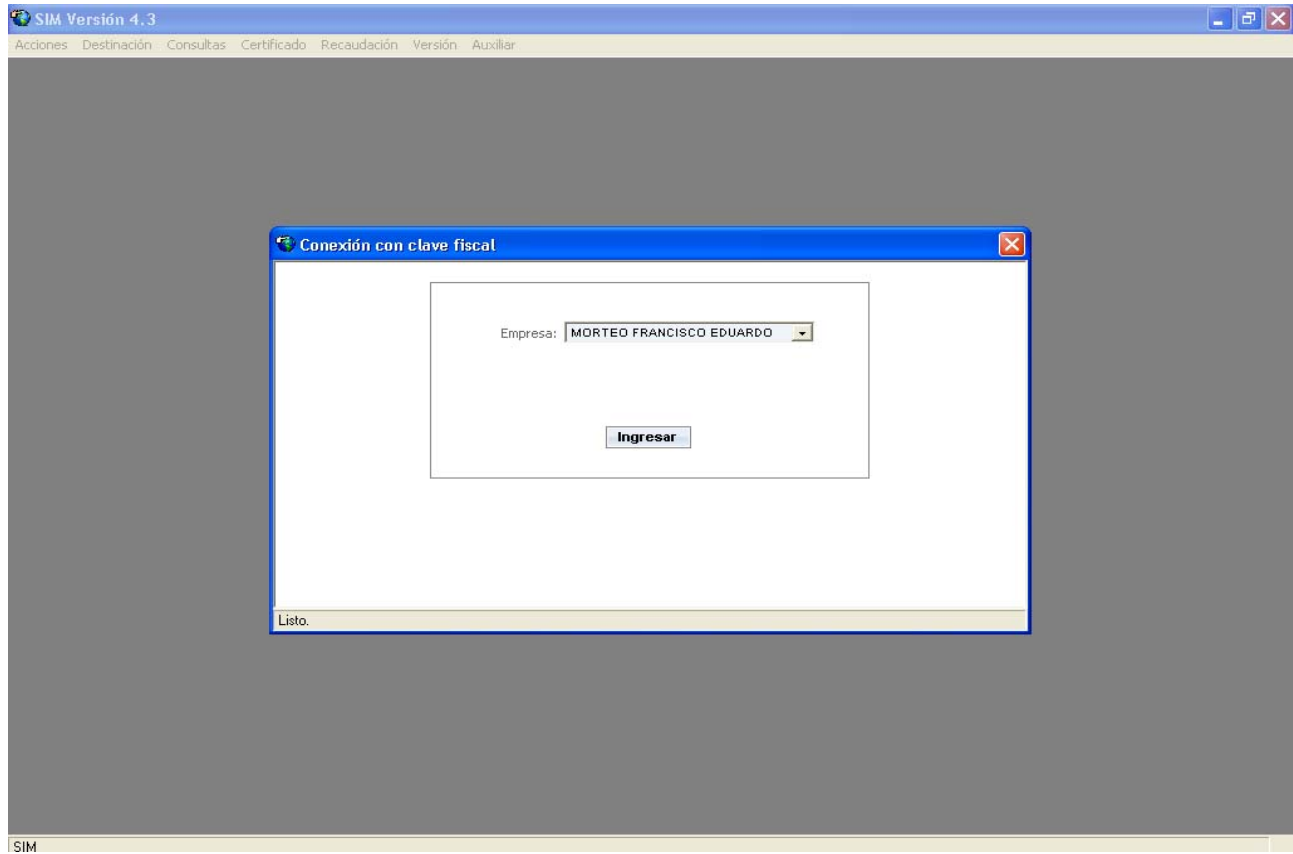 SIM Versión 4.3
Acciones Destinación Consultas Certificado Recaudación Versión Auxiliar
Conexión con clave fiscal
Empresa: MORTEO FRANCISCO EDUARDO
Ingresar
Listo.
SIM